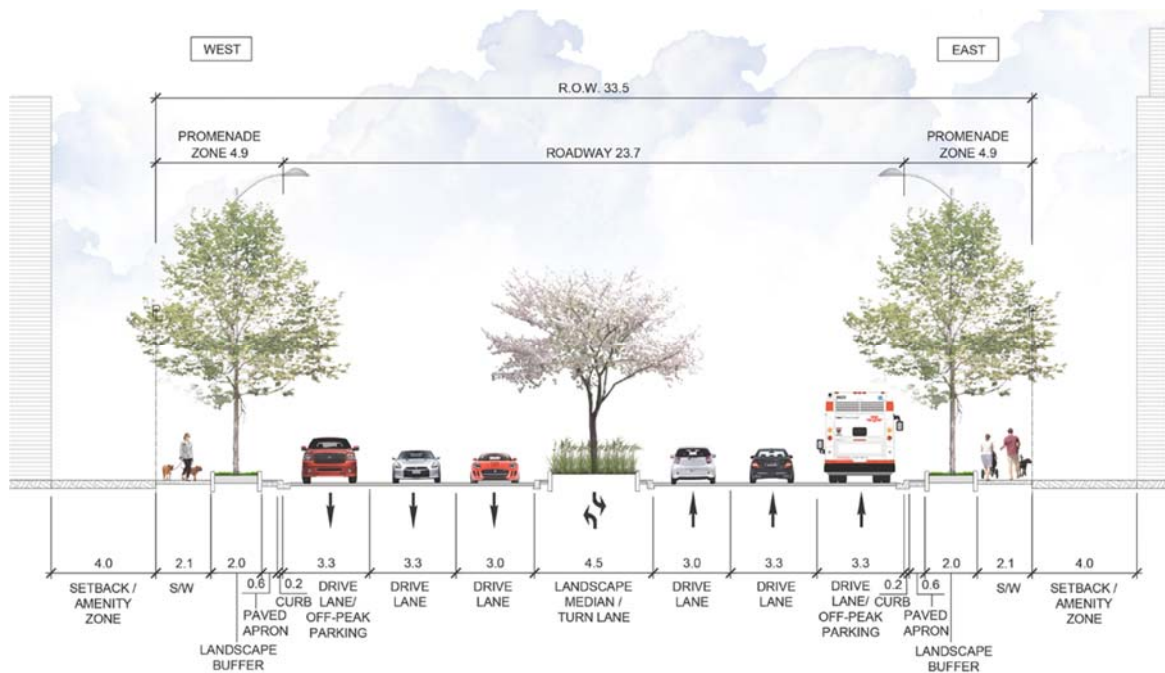 WEST
EAST
R.O.W. 33.5
PROMENADE
ZONE 4.9
ROADWAY 23.7
PROMENADE
ZONE 4.9
4.0
2.1
2.0
0.6
0.2
3.3
3.3
3.0
4.5
3.0
3.3
3.3
0.2
0.6
2.0
2.1
4.0
SETBACK /
AMENITY
ZONE
S/W
LANDSCAPE
BUFFER
PAVED
APRON
CURB
DRIVE
LANE/
OFF-PEAK
PARKING
DRIVE
LANE
DRIVE
LANE
LANDSCAPE
MEDIAN /
TURN LANE
DRIVE
LANE
DRIVE
LANE
DRIVE
LANE/
OFF-PEAK
PARKING
CURB
PAVED
APRON
LANDSCAPE
BUFFER
S/W
SETBACK /
AMENITY
ZONE